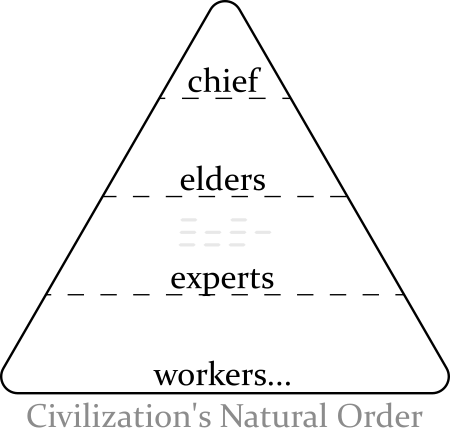 chief
elders
experts
workers...
Civilization's Natural Order